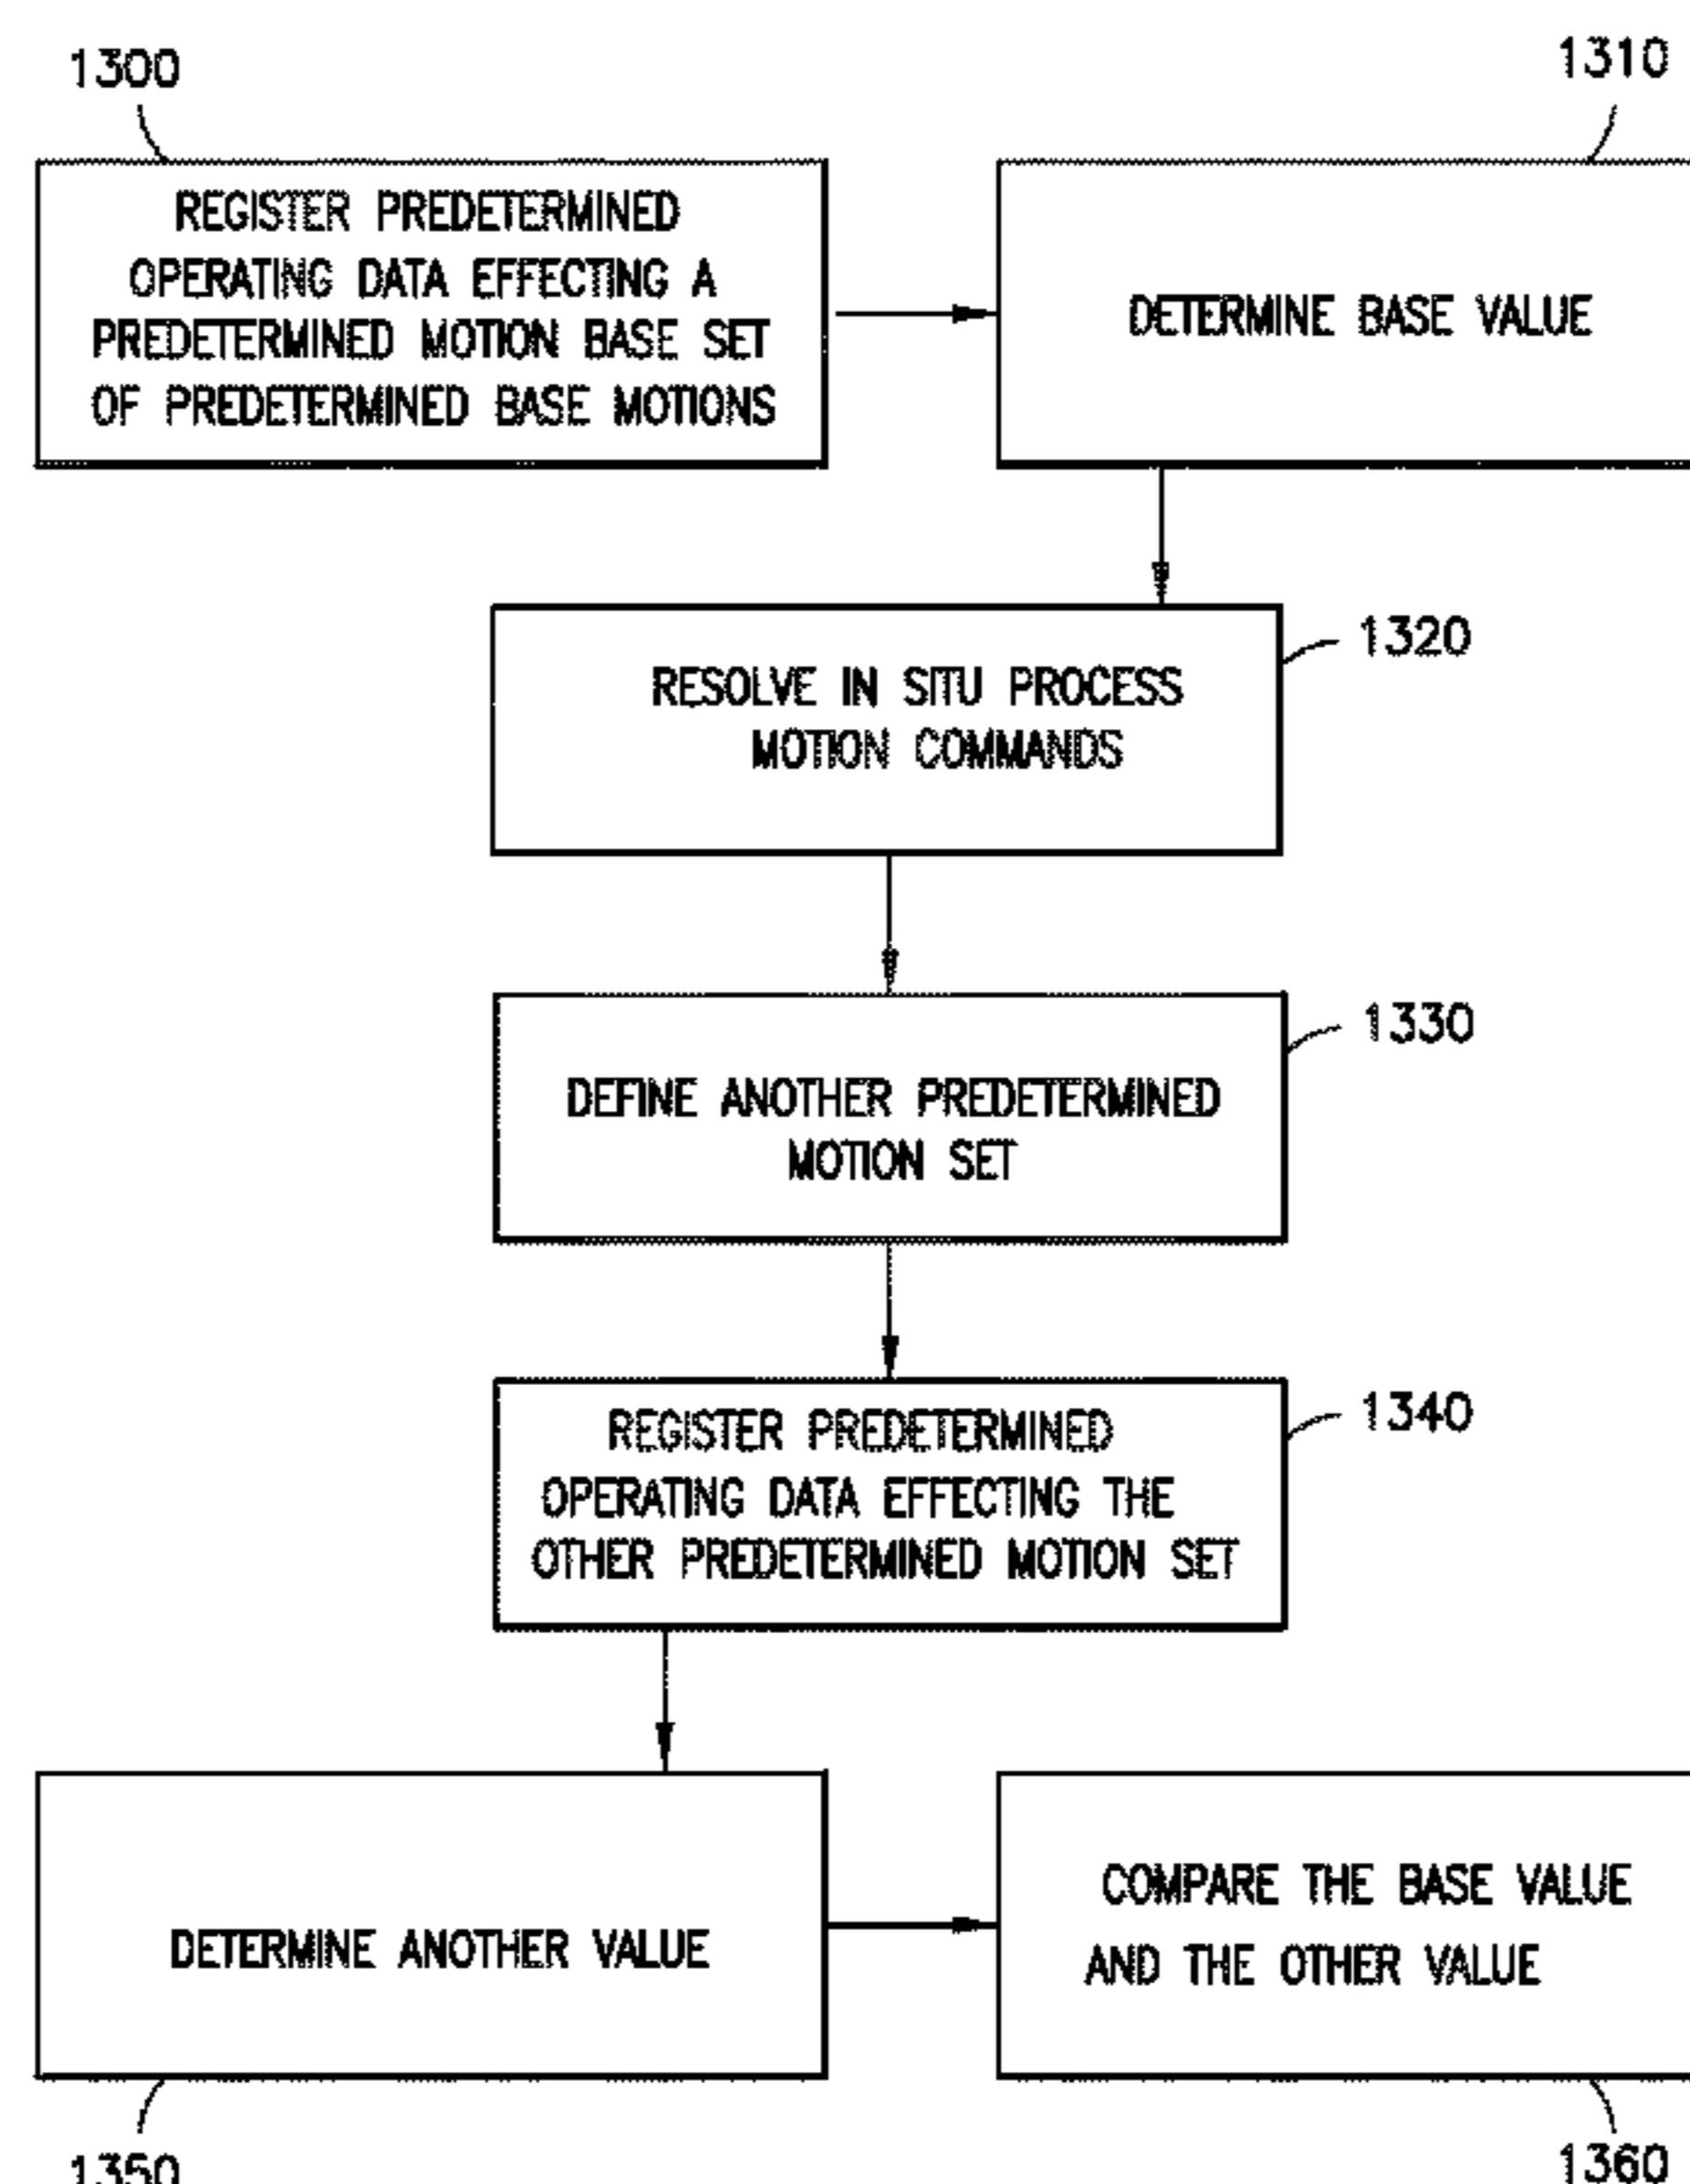 1300
1310
REGISTER PREDETERMINED
OPERATING DATA EFFECTING A
PREDETERMINED MOTION BASE SET
OF PREDETERMINED BASE MOTIONS
DETERMINE BASE VALUE
1320
RESOLVE IN SITU PROCESS
MOTION COMMANDS
1330
DEFINE ANOTHER PREDETERMINED
MOTION SET
1340
REGISTER PREDETERMINED
OPERATING DATA EFFECTING THE
OTHER PREDETERMINED MOTION SET
DETERMINE ANOTHER VALUE
COMPARE THE BASE VALUE
AND THE OTHER VALUE
1350
1360